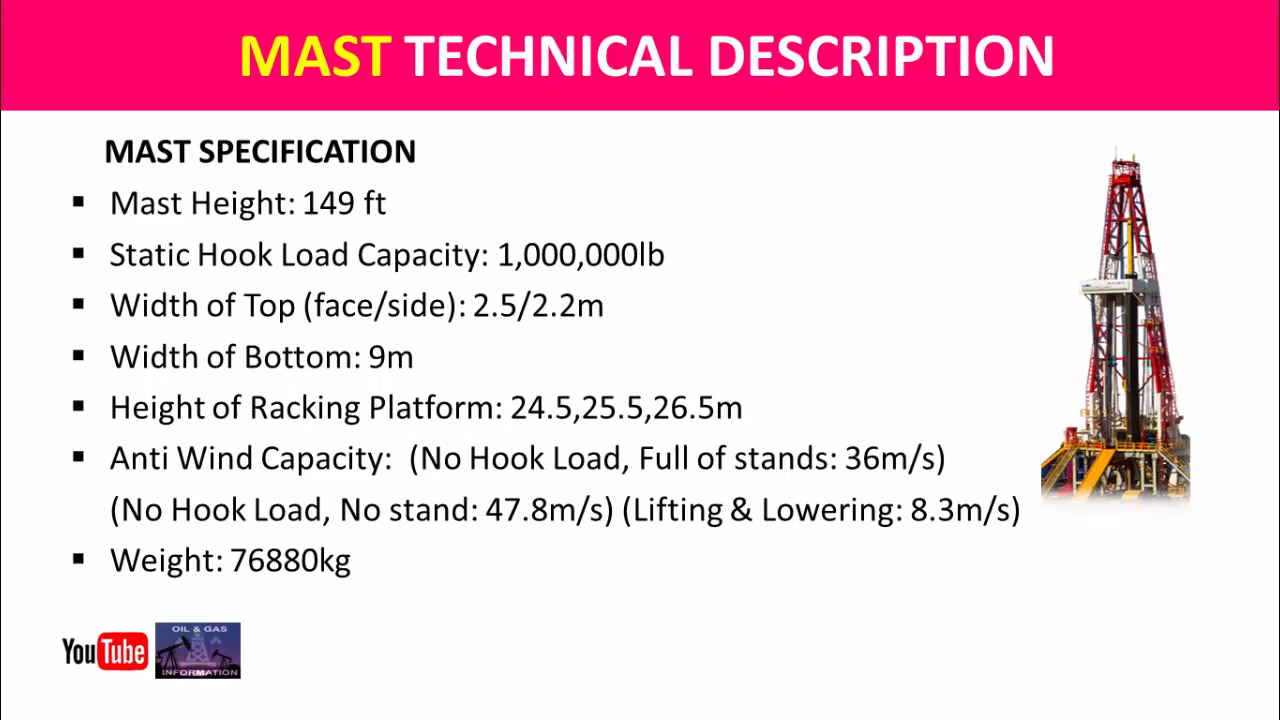 MAST TECHNICAL DESCRIPTION
MAST SPECIFICATION
▪ Mast Height: 149 ft
▪ Static Hook Load Capacity: 1,000,000lb
▪ Width of Top (face/side): 2.5/2.2m
▪ Width of Bottom: 9m
▪ Height of Racking Platform: 24.5,25.5,26.5m
▪ Anti Wind Capacity: (No Hook Load, Full of stands: 36m/s)
(No Hook Load, No stand: 47.8m/s) (Lifting & Lowering: 8.3m/s)
▪ Weight: 76880kg
YouTube
OIL & GAS
INFORMATION